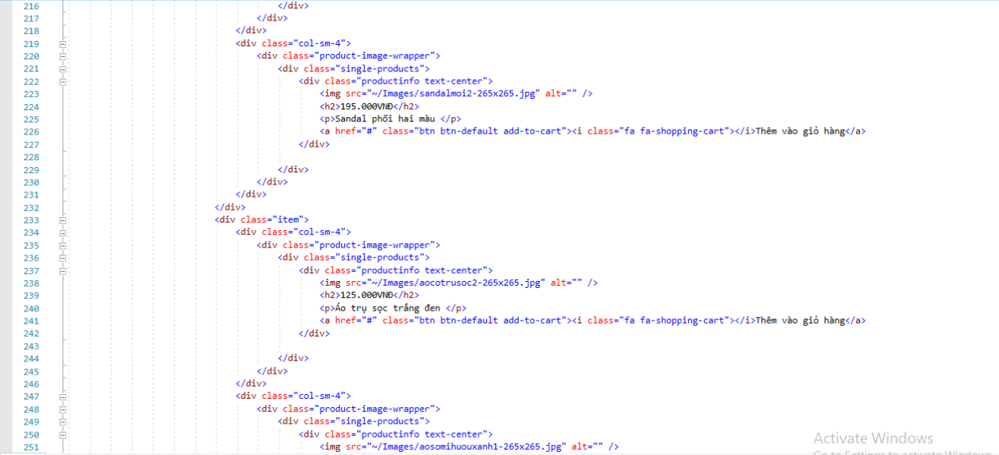 216 </div>
217 </div>
218 </div>
219 <div class="col-sm-4">
220 <div class="product-image-wrapper">
221 <div class="single-products">
222 <div class="productinfo text-center">
223 <img src="~/Images/sandalmoi2-265x265.jpg" alt="" />
224 <h2>195.000VNĐ</h2>
225 <p>Sandal phối hai màu </p>
226 <a href="#" class="btn btn-default add-to-cart"><i class="fa fa-shopping-cart"></i>Thêm vào giỏ hàng</a>
227 </div>
228
229 </div>
230 </div>
231 </div>
232 </div>
233 <div class="item">
234 <div class="col-sm-4">
235 <div class="product-image-wrapper">
236 <div class="single-products">
237 <div class="productinfo text-center">
238 <img src="~/Images/aocotrusoc2-265x265.jpg" alt="" />
239 <h2>125.000VNĐ</h2>
240 <p>Áo trụ sọc trắng đen </p>
241 <a href="#" class="btn btn-default add-to-cart"><i class="fa fa-shopping-cart"></i>Thêm vào giỏ hàng</a>
242 </div>
243
244 </div>
245 </div>
246 </div>
247 <div class="col-sm-4">
248 <div class="product-image-wrapper">
249 <div class="single-products">
250 <div class="productinfo text-center">
251 <img src="~/Images/aosomihuouxanh1-265x265.jpg" alt="" />
Activate Windows
Go to Settings to activate Windows.